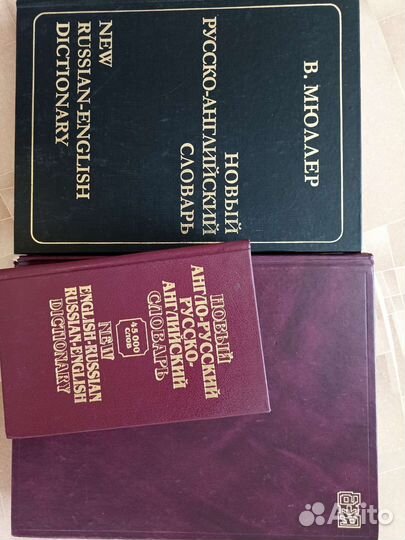 В. МЮЛЛЕР
НОВЫЙ
РУССКО-АНГЛИЙСКИЙ
СЛОВАРЬ
NEW
RUSSIAN-ENGLISH
DICTIONARY
НОВЫЙ
АНГЛО-РУССКИЙ
РУССКО-
АНГЛИЙСКИЙ
СЛОВАРЬ
45 000
слов
NEW
ENGLISH-RUSSIAN
RUSSIAN-ENGLISH
DICTIONARY
Avito